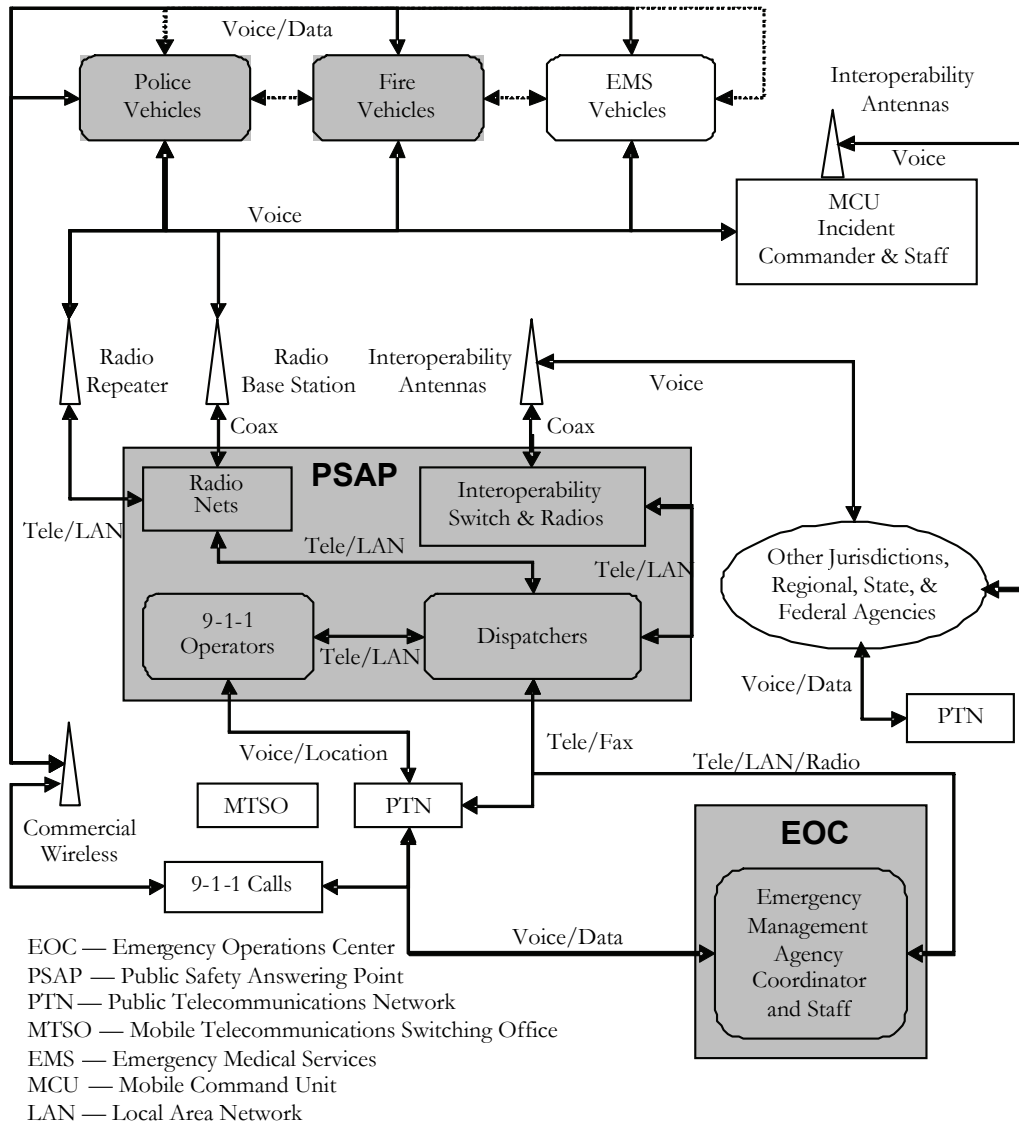 Voice/Data
Police
Vehicles
Fire
Vehicles
EMS
Vehicles
Interoperability
Antennas
Voice
MCU
Incident
Commander & Staff
Voice
Radio
Repeater
Radio
Base Station
Interoperability
Antennas
Voice
Coax
Coax
PSAP
Radio
Nets
Interoperability
Switch & Radios
Tele/LAN
Tele/LAN
Tele/LAN
Other Jurisdictions,
Regional, State, &
Federal Agencies
9-1-1
Operators
Tele/LAN
Dispatchers
Voice/Data
PTN
Voice/Location
Tele/Fax
Tele/LAN/Radio
MTSO
PTN
Commercial
Wireless
9-1-1 Calls
EOC
Emergency
Management
Agency
Coordinator
and Staff
Voice/Data
EOC — Emergency Operations Center
PSAP — Public Safety Answering Point
PTN — Public Telecommunications Network
MTSO — Mobile Telecommunications Switching Office
EMS — Emergency Medical Services
MCU — Mobile Command Unit
LAN — Local Area Network